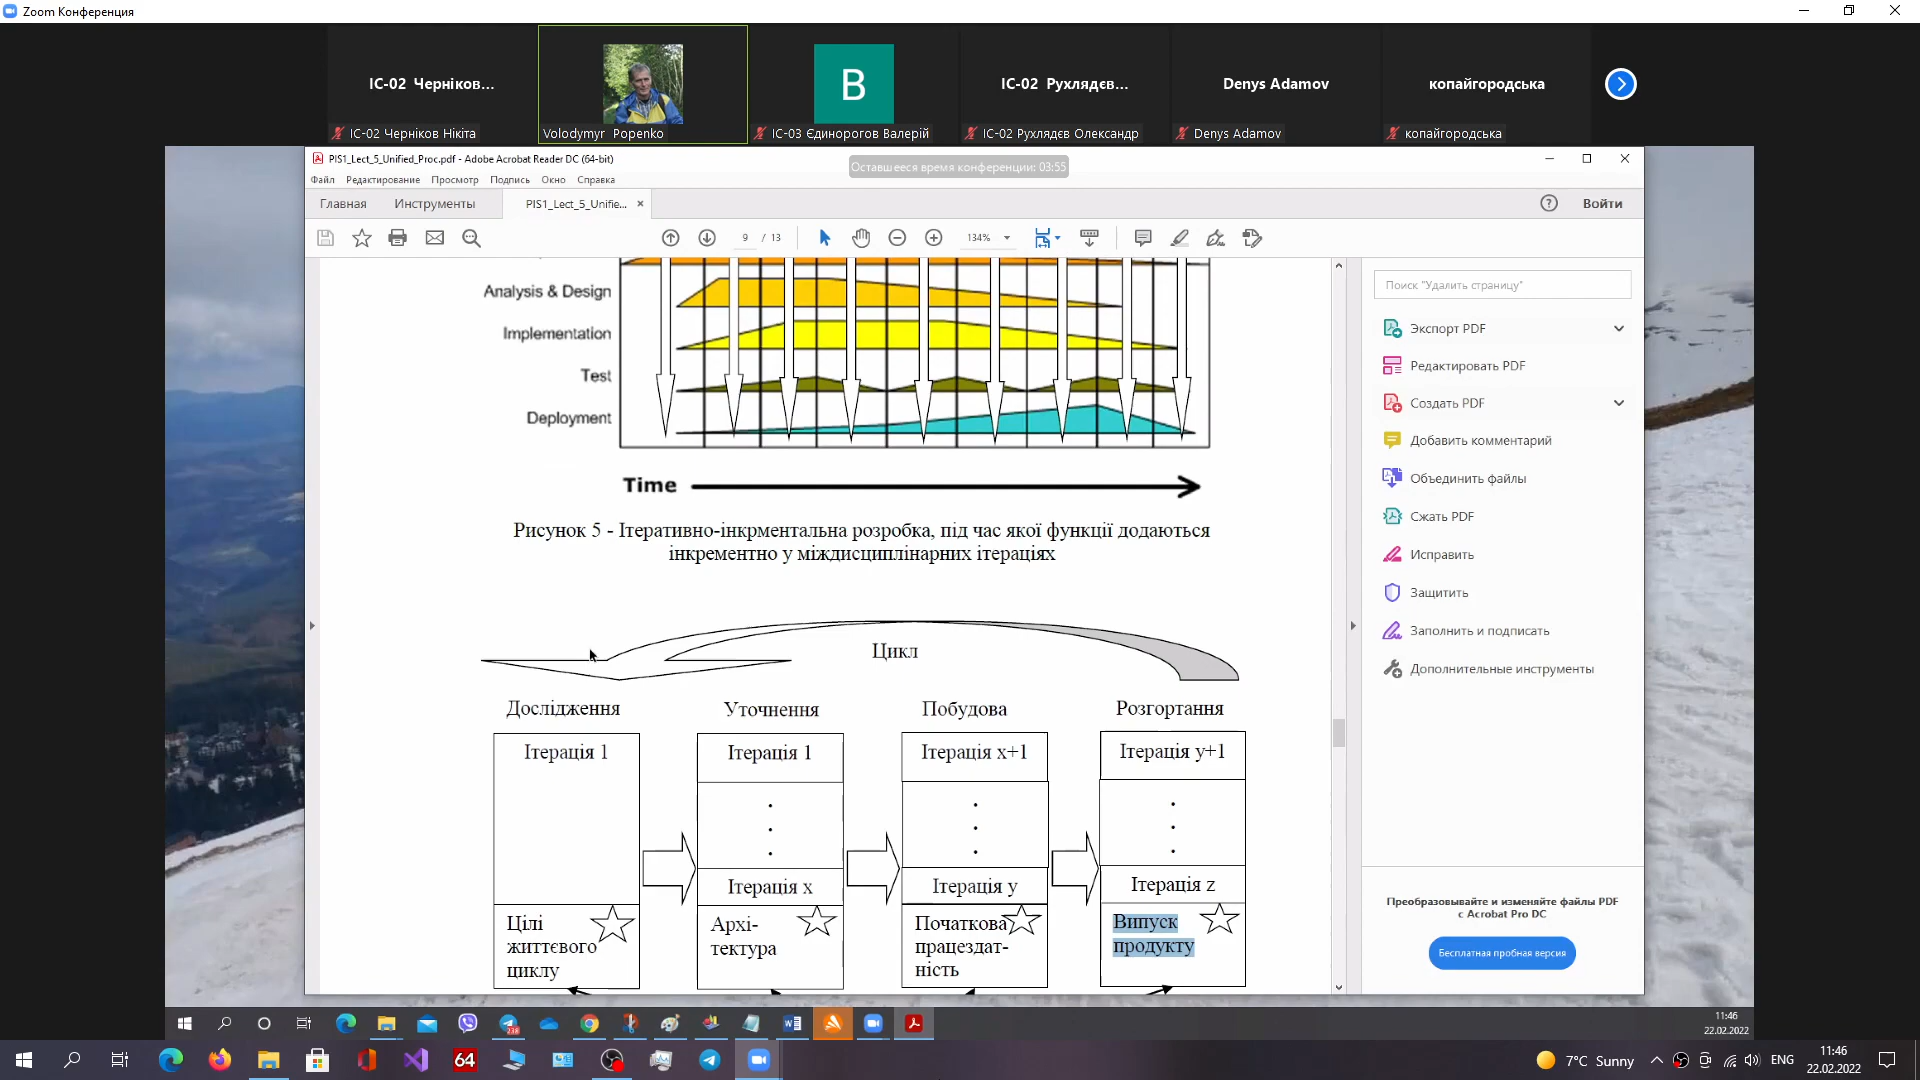 Zoom Конференция
ІС-02 Черніков...
В
ІС-02 Рухлядєв...
Denys Adamov
копайгородська
ІС-02 Черніков Нікіта
Volodymyr Popenko
ІС-03 Єдинорогов Валерій
ІС-02 Рухлядєв Олександр
Denys Adamov
копайгородська
PIS1_Lect_5_Unified_Proc.pdf - Adobe Acrobat Reader DC (64-bit)
Оставшееся время конференции: 03:55
Файл Редактирование Просмотр Подпись Окно Справка
Главная Инструменты PIS1_Lect_5_Unifie... × Войти
9 / 13 134%
Analysis & Design
Implementation
Test
Deployment
Time
Рисунок 5 - Ітеративно-інкрментальна розробка, під час якої функції додаються
інкрементно у міждисциплінарних ітераціях
Цикл
Дослідження Уточнення Побудова Розгортання
Ітерація 1 Ітерація 1 Ітерація x+1 Ітерація y+1
Ітерація x Ітерація y Ітерація z
Цілі
життєвого
циклу
Архі-
тектура
Початкова
працездат-
ність
Випуск
продукту
Поиск "Удалить страницу"
Экспорт PDF
Редактировать PDF
Создать PDF
Добавить комментарий
Объединить файлы
Сжать PDF
Исправить
Защитить
Заполнить и подписать
Дополнительные инструменты
Преобразовывайте и изменяйте файлы PDF
с Acrobat Pro DC
Бесплатная пробная версия
238
11:46
22.02.2022
64
7°C Sunny
ENG
11:46
22.02.2022